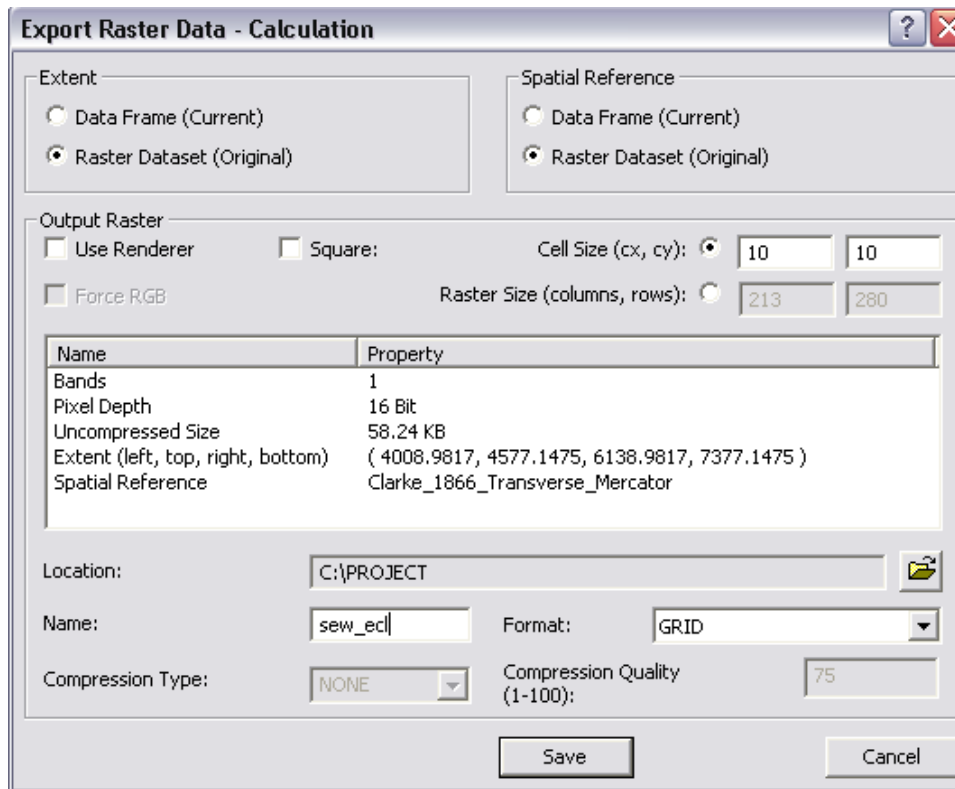 Export Raster Data - Calculation
Extent
Data Frame (Current)
Raster Dataset (Original)
Spatial Reference
Data Frame (Current)
Raster Dataset (Original)
Output Raster
Use Renderer
Square:
Cell Size (cx, cy):
10
10
Force RGB
Raster Size (columns, rows):
213
280
Name Property
Bands 1
Pixel Depth 16 Bit
Uncompressed Size 58.24 KB
Extent (left, top, right, bottom) ( 4008.9817, 4577.1475, 6138.9817, 7377.1475 )
Spatial Reference Clarke_1866_Transverse_Mercator
Location: C:\PROJECT
Name: sew_ecl
Format: GRID
Compression Type: NONE
Compression Quality
(1-100):
75
Save
Cancel